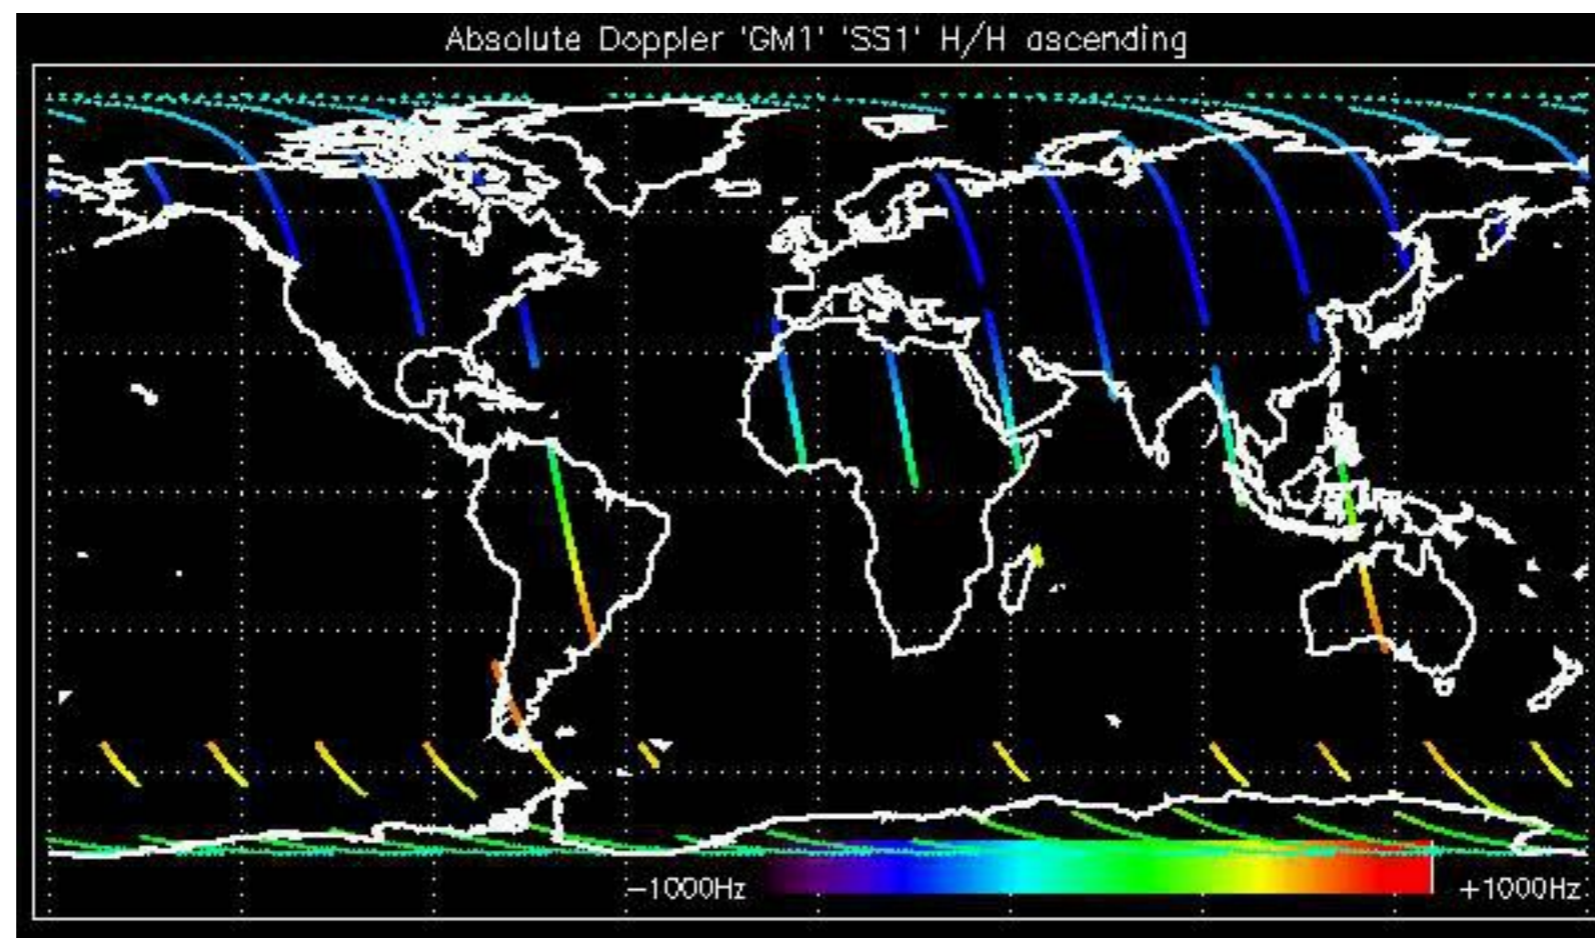 Absolute Doppler 'GM1' 'SS1' H/H ascending
-1000Hz
+1000Hz